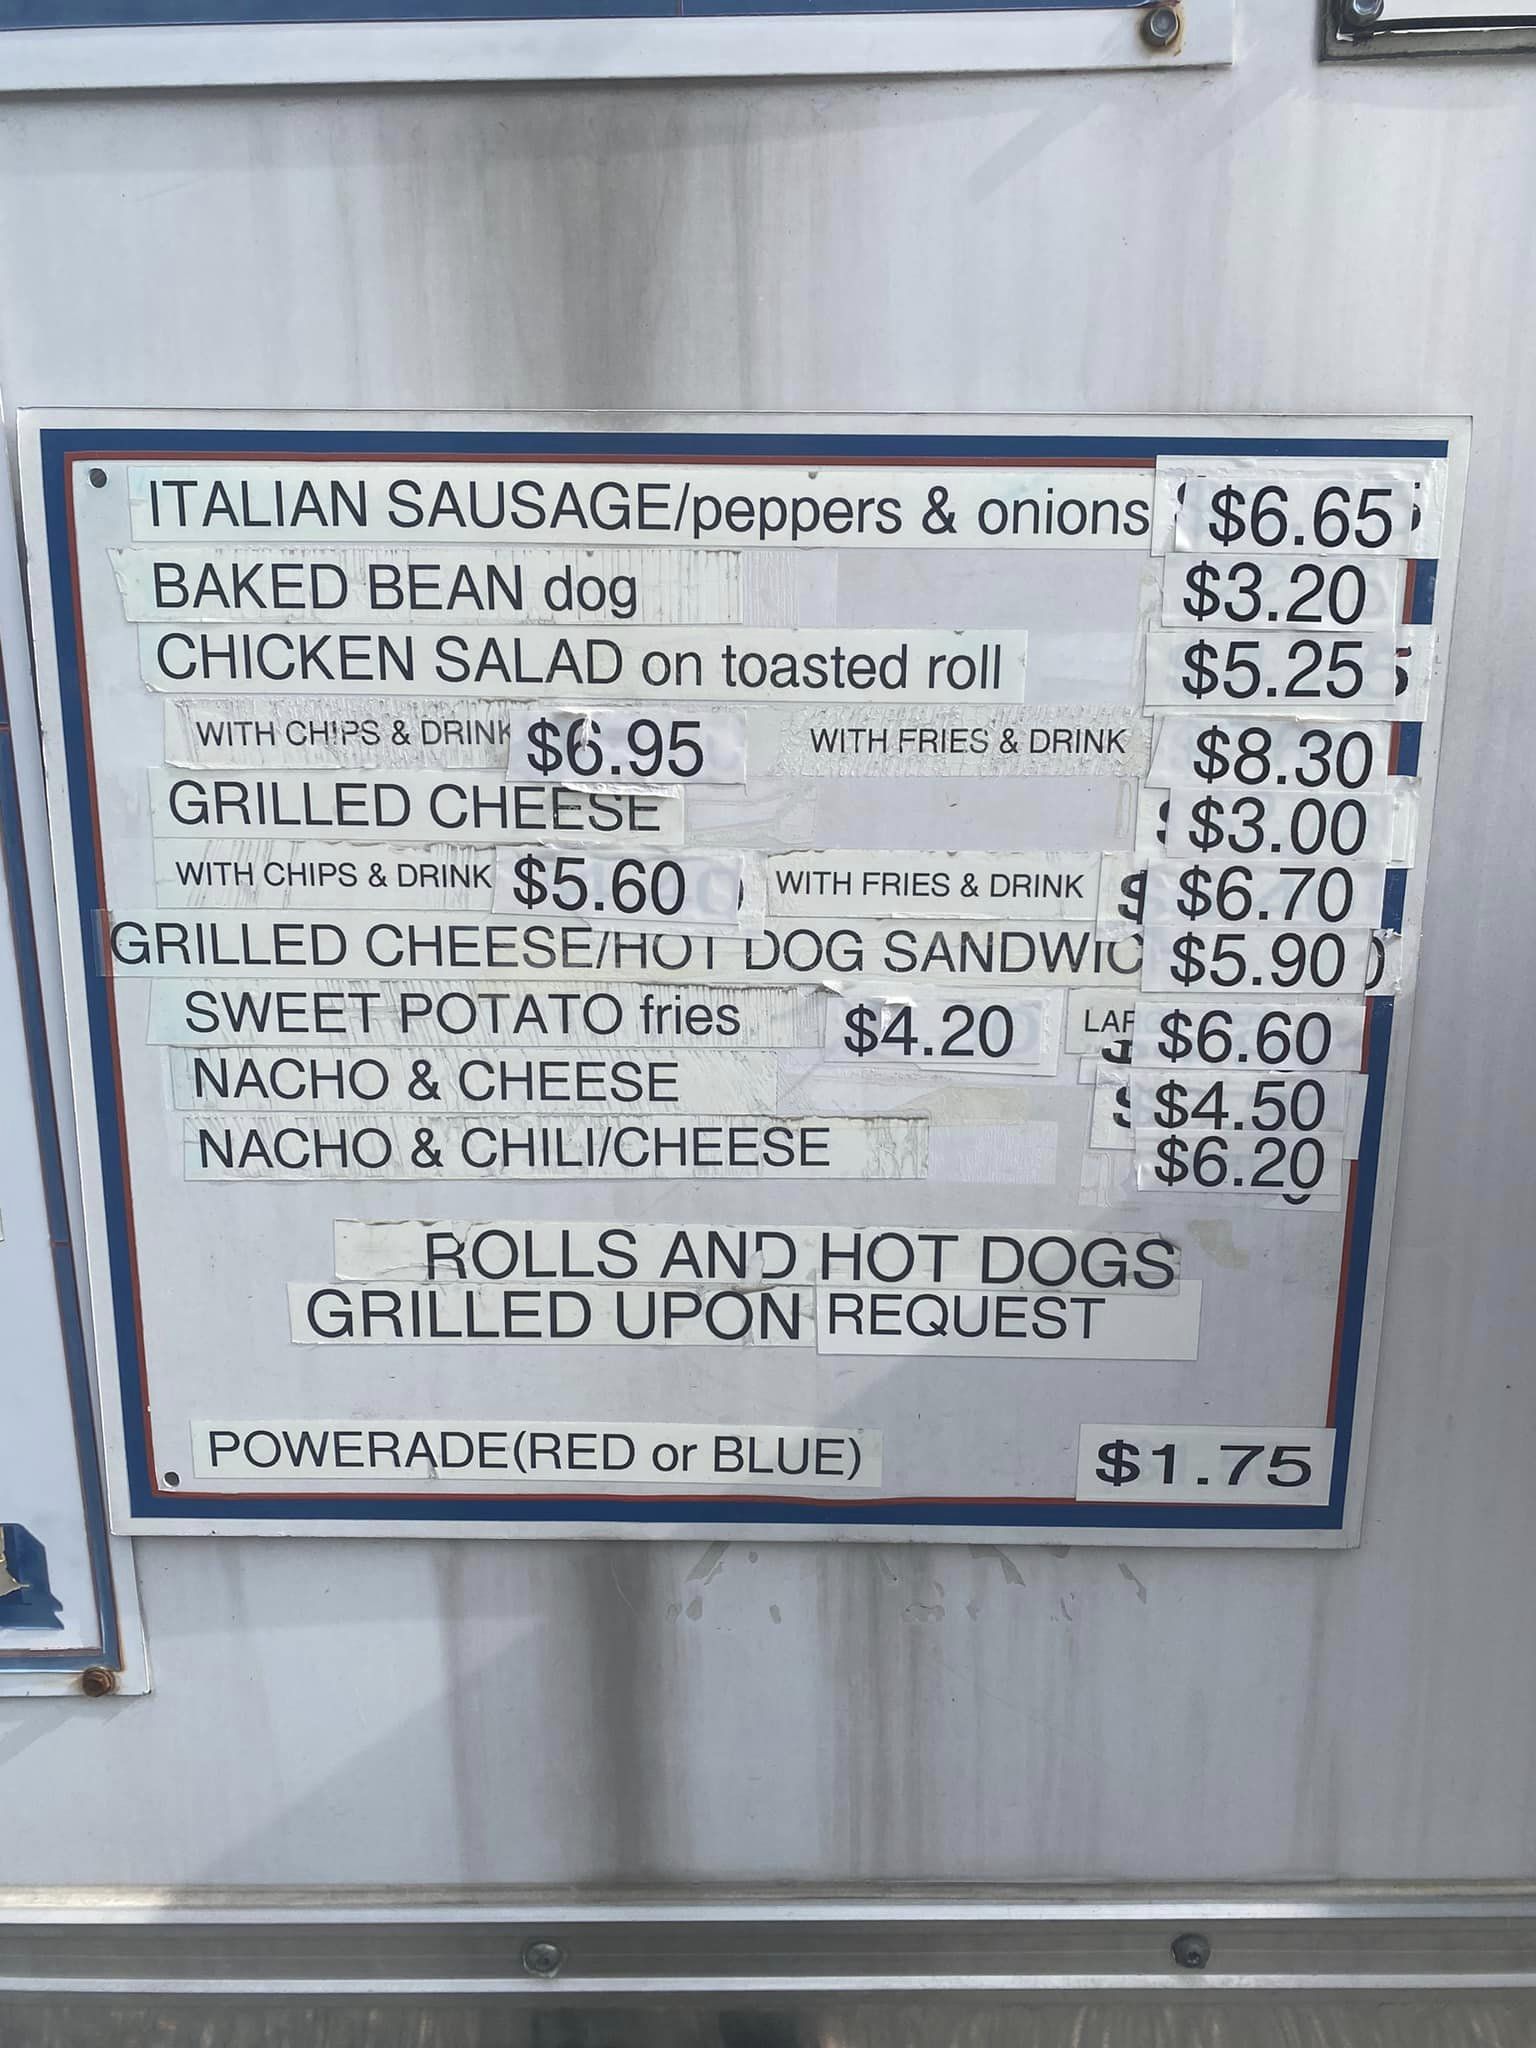 ITALIAN SAUSAGE/peppers & onions $6.65
BAKED BEAN dog $3.20
CHICKEN SALAD on toasted roll $5.25
WITH CHIPS & DRINK $6.95 WITH FRIES & DRINK $8.30
GRILLED CHEESE $3.00
WITH CHIPS & DRINK $5.60 WITH FRIES & DRINK $6.70
GRILLED CHEESE/HOT DOG SANDWIC $5.90
SWEET POTATO fries $4.20 LAR $6.60
NACHO & CHEESE $4.50
NACHO & CHILI/CHEESE $6.20
ROLLS AND HOT DOGS
GRILLED UPON REQUEST
POWERADE(RED or BLUE) $1.75